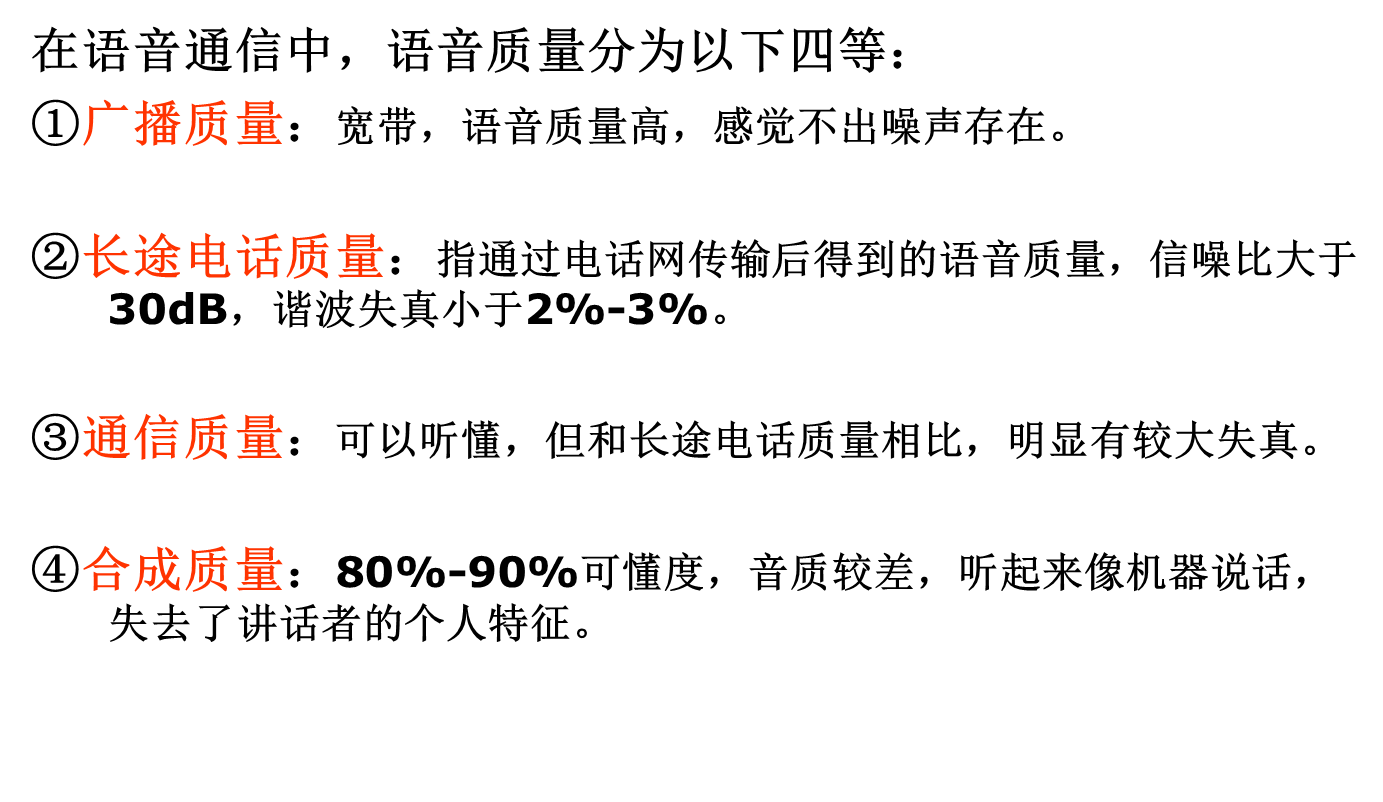 在语音通信中，语音质量分为以下四等：
①广播质量：宽带，语音质量高，感觉不出噪声存在。
②长途电话质量：指通过电话网传输后得到的语音质量，信噪比大于
30dB，谐波失真小于2%-3%。
③通信质量：可以听懂，但和长途电话质量相比，明显有较大失真。
④合成质量：80%-90%可懂度，音质较差，听起来像机器说话，
失去了讲话者的个人特征。